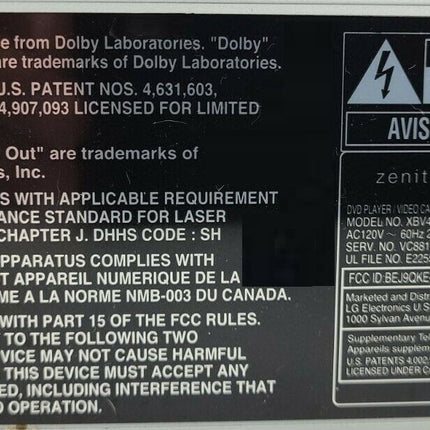 e from Dolby Laboratories. "Dolby"
are trademarks of Dolby Laboratories.
U.S. PATENT NOS. 4,631,603,
4,907,093 LICENSED FOR LIMITED
Out" are trademarks of
s, Inc.
S WITH APPLICABLE REQUIREMENT
ANCE STANDARD FOR LASER
CHAPTER J. DHHS CODE : SH
APPARATUS COMPLIES WITH
T APPAREIL NUMERIQUE DE LA
ME A LA NORME NMB-003 DU CANADA.
WITH PART 15 OF THE FCC RULES.
TO THE FOLLOWING TWO
VICE MAY NOT CAUSE HARMFUL
THIS DEVICE MUST ACCEPT ANY
ED, INCLUDING INTERFERENCE THAT
D OPERATION.
AVIS
zenit
DVD PLAYER / VIDEO CA
MODEL NO. XBV4
AC120V ~ 60Hz 2
SERV. NO. VC881
UL FILE NO. E225
FCC ID: BEJ9QKE
Marketed and Distri
LG Electronics U.S
1000 Sylvan Avenue
Supplementary Tel
Appareils supplem
U.S. PATENTS 4,002,
LICENSED UNDER C